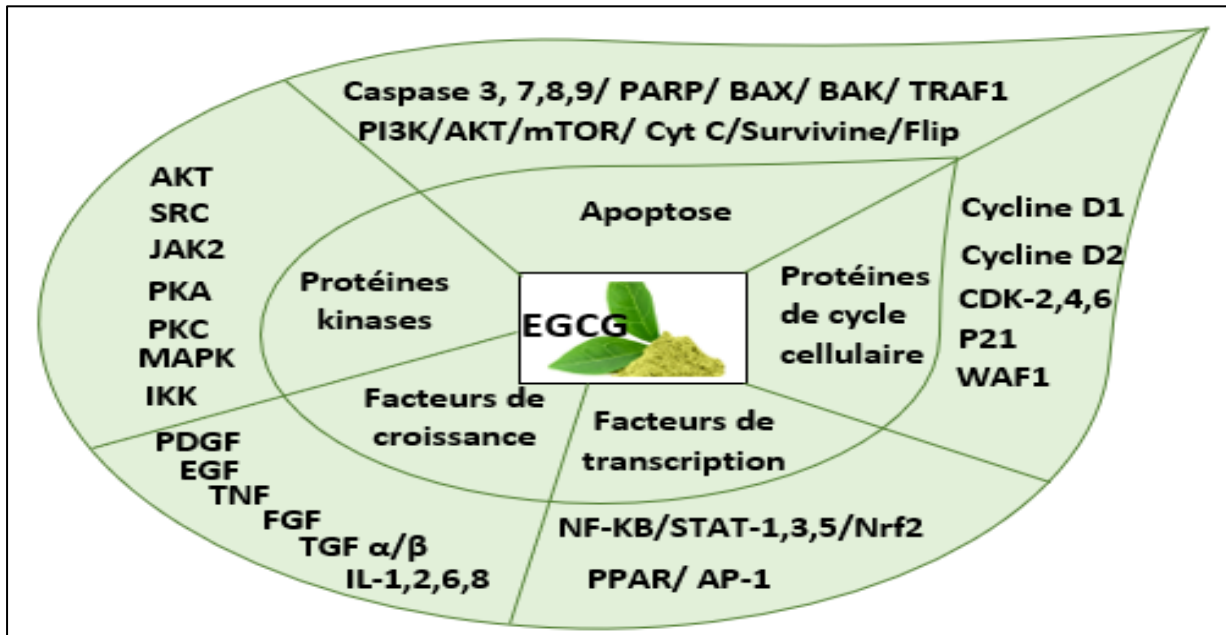 Caspase 3, 7,8,9/ PARP/ BAX/ BAK/ TRAF1
PI3K/AKT/mTOR/ Cyt C/Survivine/Flip
Apoptose
AKT
SRC
JAK2
PKA
PKC
MAPK
IKK
Protéines
kinases
EGCG
Protéines
de cycle
cellulaire
Cycline D1
Cycline D2
CDK-2,4,6
P21
WAF1
Facteurs de
croissance
Facteurs de
transcription
PDGF
EGF
TNF
FGF
TGF α/β
IL-1,2,6,8
NF-KB/STAT-1,3,5/Nrf2
PPAR/ AP-1